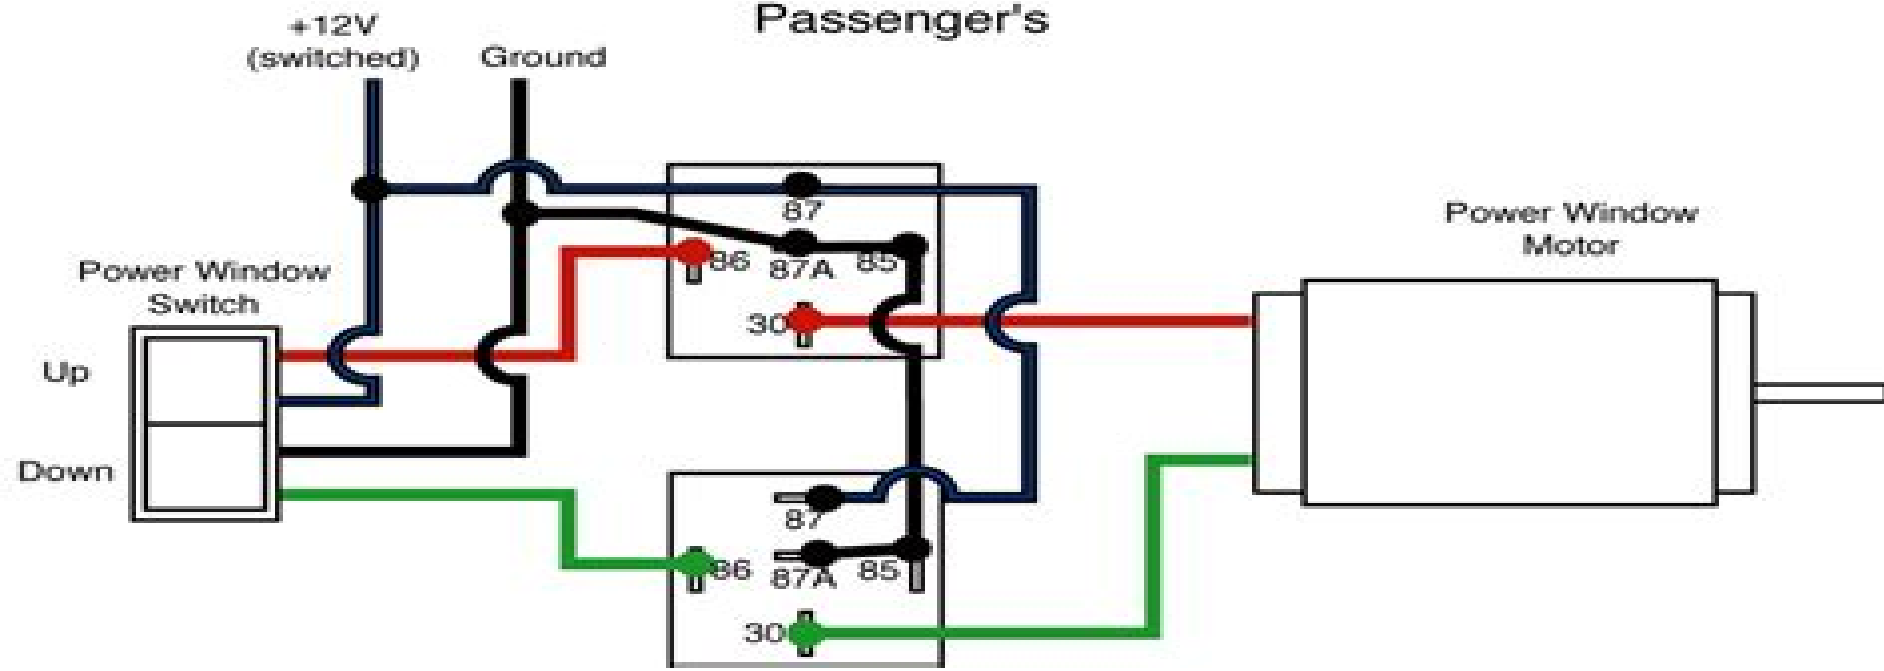 Passenger's
+12V
(switched)
Ground
87
86
87A
85
30
Power Window
Switch
Up
Down
Power Window
Motor
87
86
87A
85
30